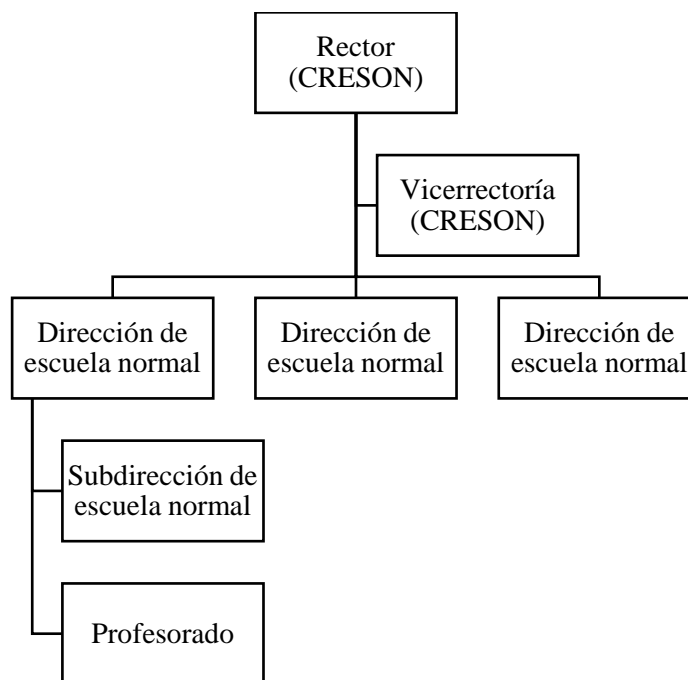 Rector
(CRESON)
Vicerrectoría
(CRESON)
Dirección de
escuela normal
Dirección de
escuela normal
Dirección de
escuela normal
Subdirección de
escuela normal
Profesorado